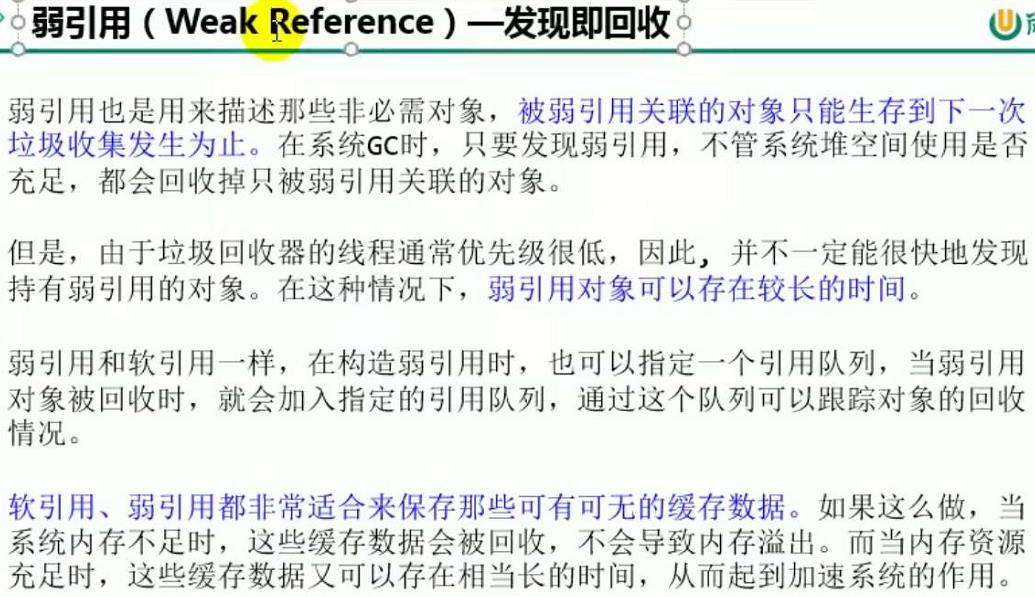 弱引用（Weak Reference）—发现即回收
弱引用也是用来描述那些非必需对象，被弱引用关联的对象只能生存到下一次
垃圾收集发生为止。在系统GC时，只要发现弱引用，不管系统堆空间使用是否
充足，都会回收掉只被弱引用关联的对象。
但是，由于垃圾回收器的线程通常优先级很低，因此，并不一定能很快地发现
持有弱引用的对象。在这种情况下，弱引用对象可以存在较长的时间。
弱引用和软引用一样，在构造弱引用时，也可以指定一个引用队列，当弱引用
对象被回收时，就会加入指定的引用队列，通过这个队列可以跟踪对象的回收
情况。
软引用、弱引用都非常适合来保存那些可有可无的缓存数据。如果这么做，当
系统内存不足时，这些缓存数据会被回收，不会导致内存溢出。而当内存资源
充足时，这些缓存数据又可以存在相当长的时间，从而起到加速系统的作用。